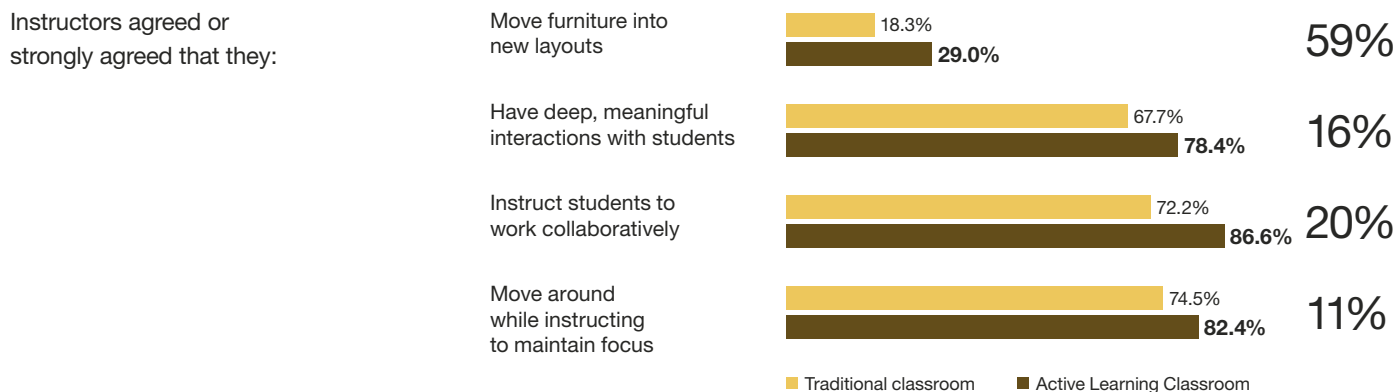 Instructors agreed or
strongly agreed that they:
Move furniture into
new layouts
18.3%
29.0%
59%
Have deep, meaningful
interactions with students
67.7%
78.4%
16%
Instruct students to
work collaboratively
72.2%
86.6%
20%
Move around
while instructing
to maintain focus
74.5%
82.4%
11%
Traditional classroom
Active Learning Classroom